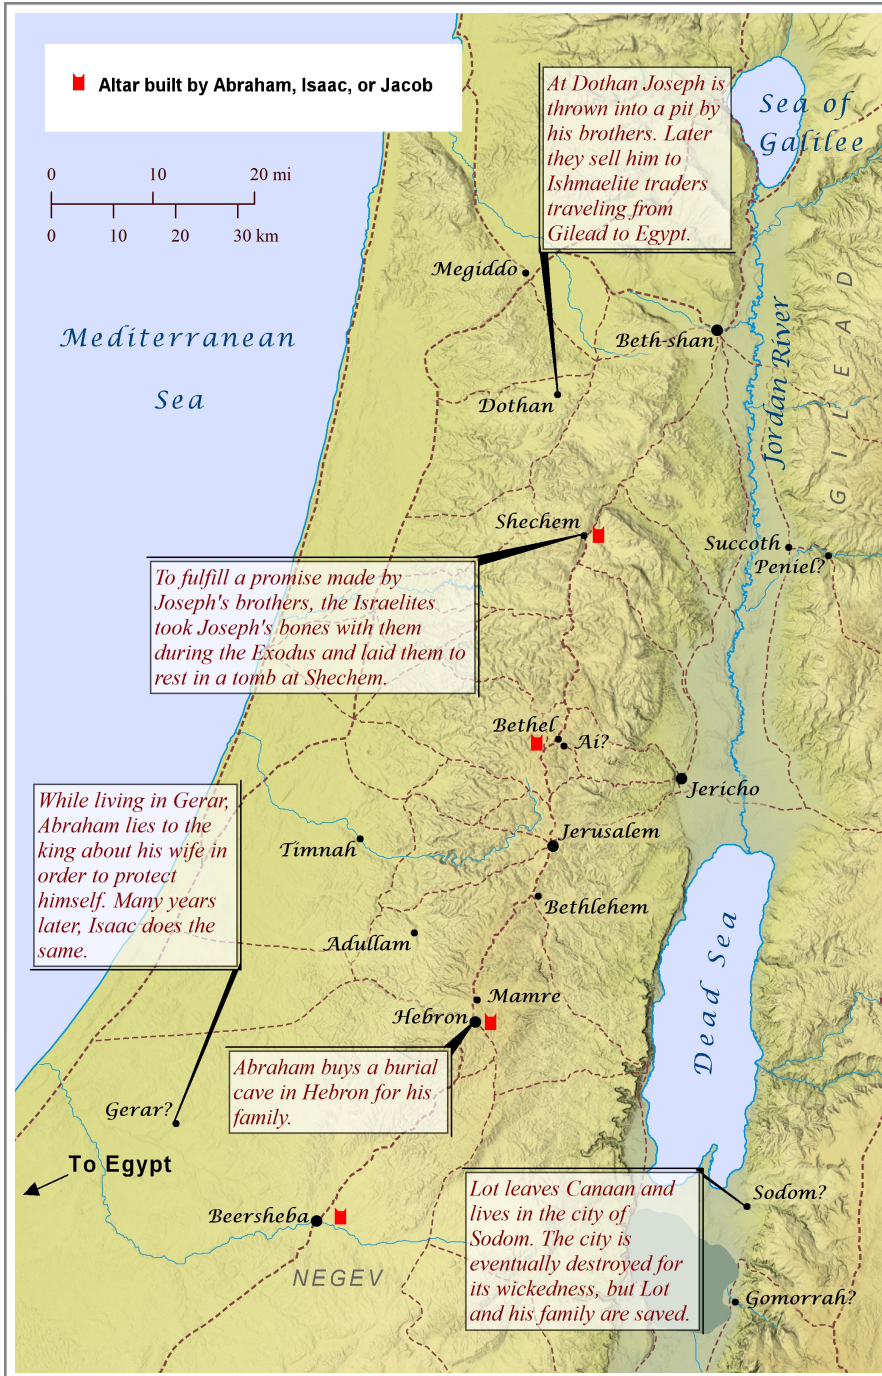 Altar built by Abraham, Isaac, or Jacob
0 10 20 mi
0 10 20 30 km
At Dothan Joseph is
thrown into a pit by
his brothers. Later
they sell him to
Ishmaelite traders
traveling from
Gilead to Egypt.
Sea of
Galilee
Megiddo
Mediterranean
Sea
Beth-shan
Jordan River
GILEAD
Dothan
Shechem
Succoth
Peniel?
To fulfill a promise made by
Joseph's brothers, the Israelites
took Joseph's bones with them
during the Exodus and laid them to
rest in a tomb at Shechem.
Bethel
Ai?
Jericho
While living in Gerar,
Abraham lies to the
king about his wife in
order to protect
himself. Many years
later, Isaac does the
same.
Timnah
Jerusalem
Bethlehem
Adullam
Dead Sea
Mamre
Hebron
Abraham buys a burial
cave in Hebron for his
family.
Gerar?
To Egypt
Beersheba
NEGEV
Lot leaves Canaan and
lives in the city of
Sodom. The city is
eventually destroyed for
its wickedness, but Lot
and his family are saved.
Sodom?
Gomorrah?